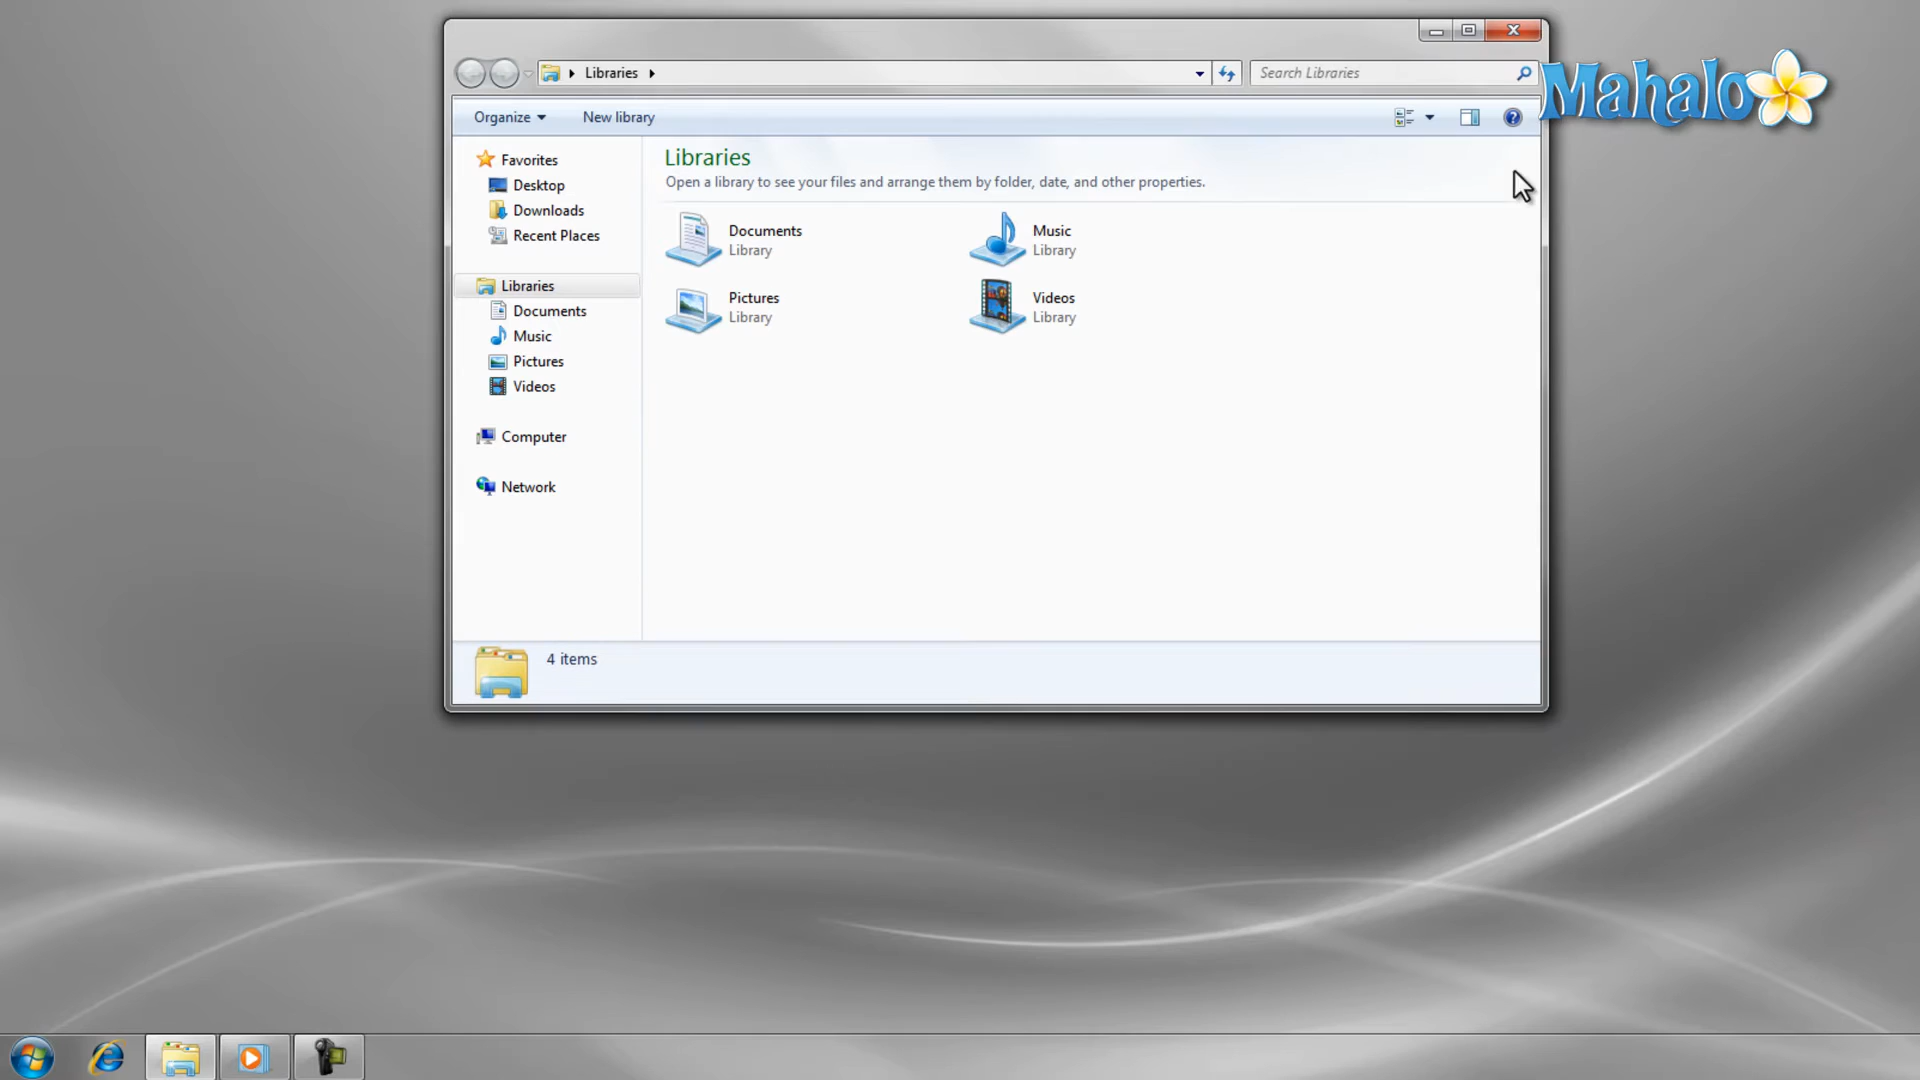 Libraries
Search Libraries
Mahalo
Organize
New library
Favorites
Desktop
Downloads
Recent Places
Libraries
Documents
Music
Pictures
Videos
Computer
Network
Libraries
Open a library to see your files and arrange them by folder, date, and other properties.
Documents
Library
Music
Library
Pictures
Library
Videos
Library
4 items